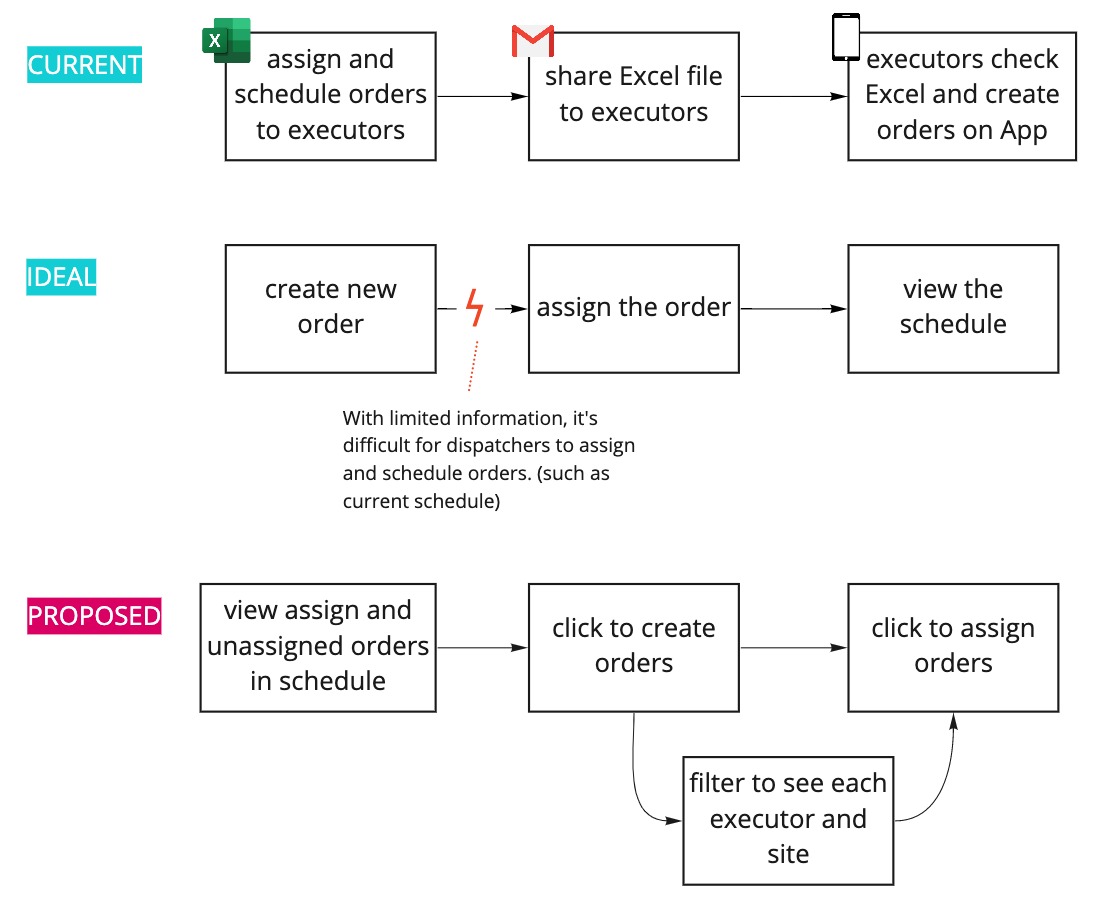 CURRENT
X
assign and
schedule orders
to executors
share Excel file
to executors
executors check
Excel and create
orders on App
IDEAL
create new
order
assign the order
view the
schedule
With limited information, it's
difficult for dispatchers to assign
and schedule orders. (such as
current schedule)
PROPOSED
view assign and
unassigned orders
in schedule
click to create
orders
click to assign
orders
filter to see each
executor and
site